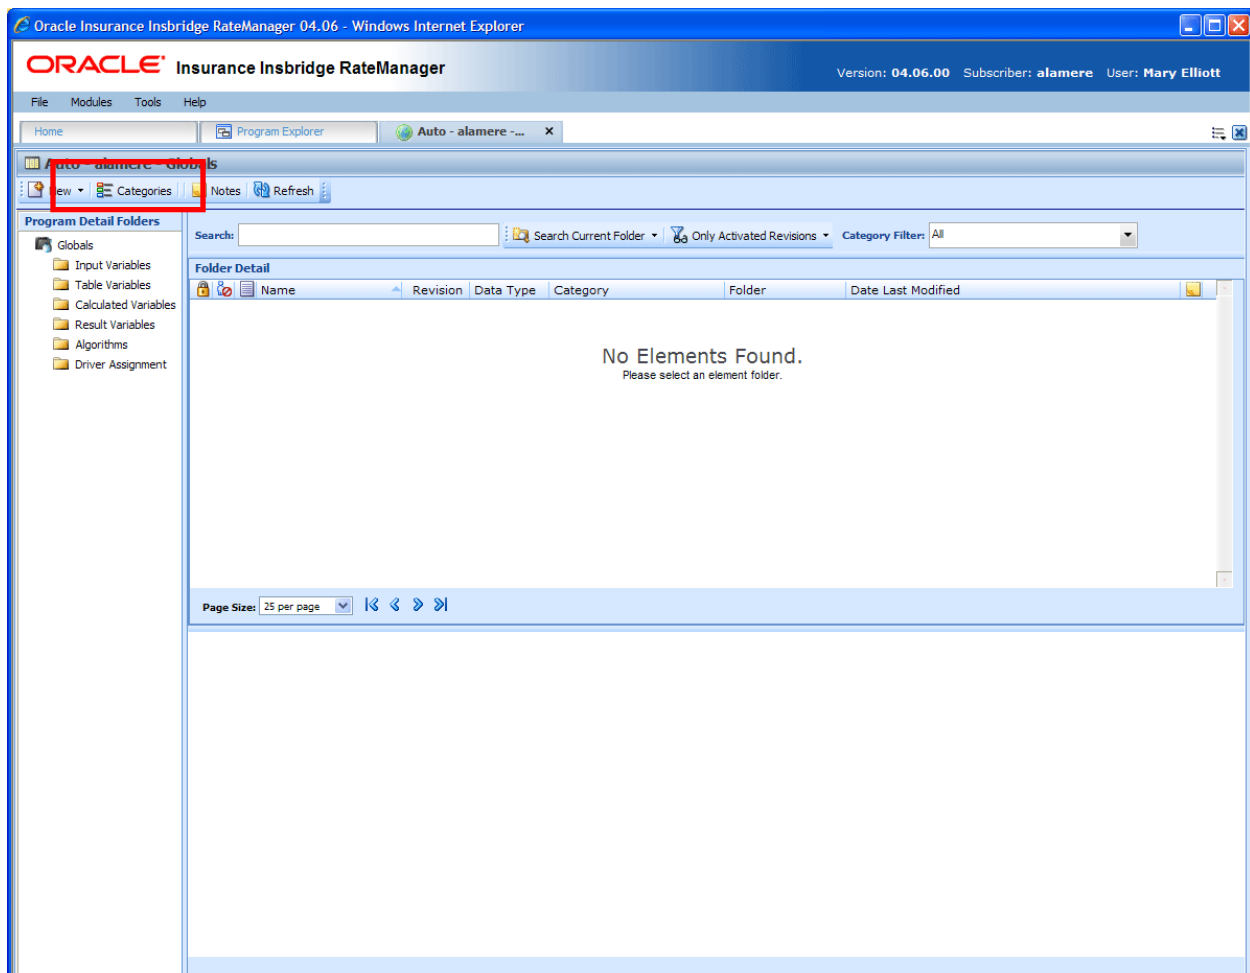 Oracle Insurance Insbridge RateManager 04.06 - Windows Internet Explorer
ORACLE Insurance Insbridge RateManager
Version: 04.06.00 Subscriber: alamere User: Mary Elliott
File Modules Tools Help
Home Program Explorer Auto - alamere -...
Auto - alamere - Globals
New Categories Notes Refresh
Program Detail Folders
Globals
Input Variables
Table Variables
Calculated Variables
Result Variables
Algorithms
Driver Assignment
Search: Search Current Folder Only Activated Revisions Category Filter: All
Folder Detail
Name Revision Data Type Category Folder Date Last Modified
No Elements Found.
Please select an element folder.
Page Size: 25 per page